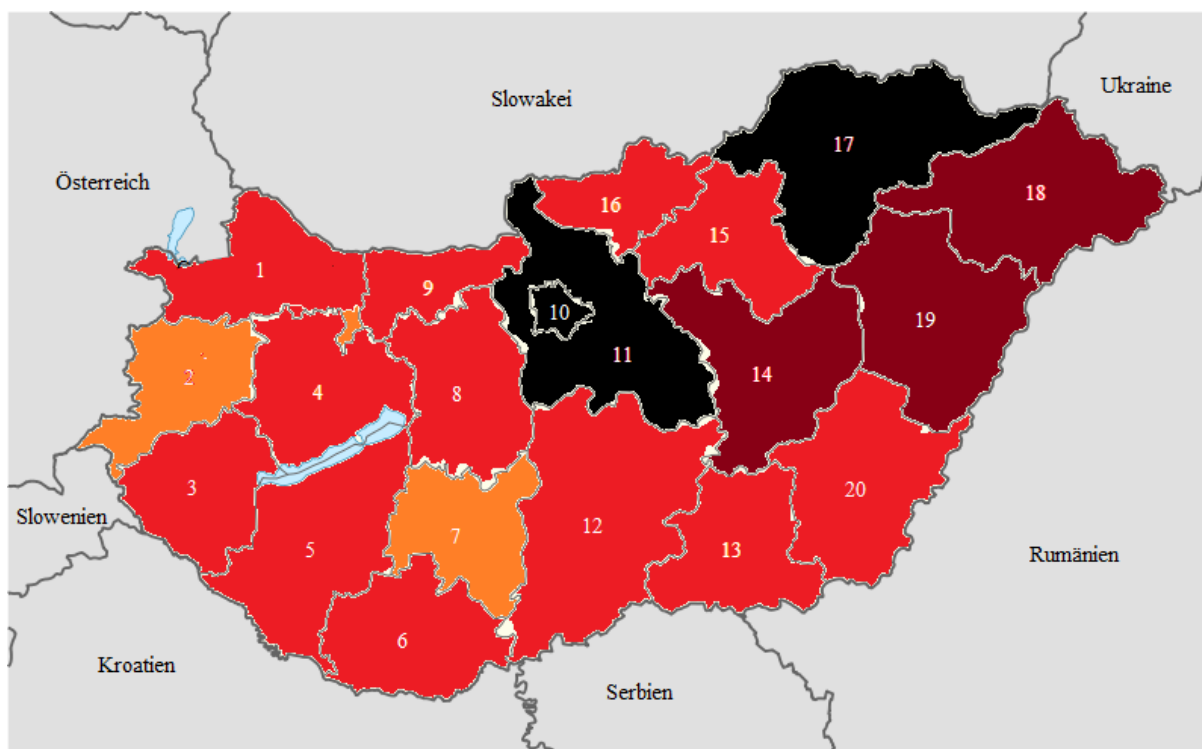 Ukraine
Slowakei
17
Österreich
18
16
15
1
9
10
19
11
2
4
8
14
3
20
Slowenien
5
7
12
13
Rumänien
6
Kroatien
Serbien